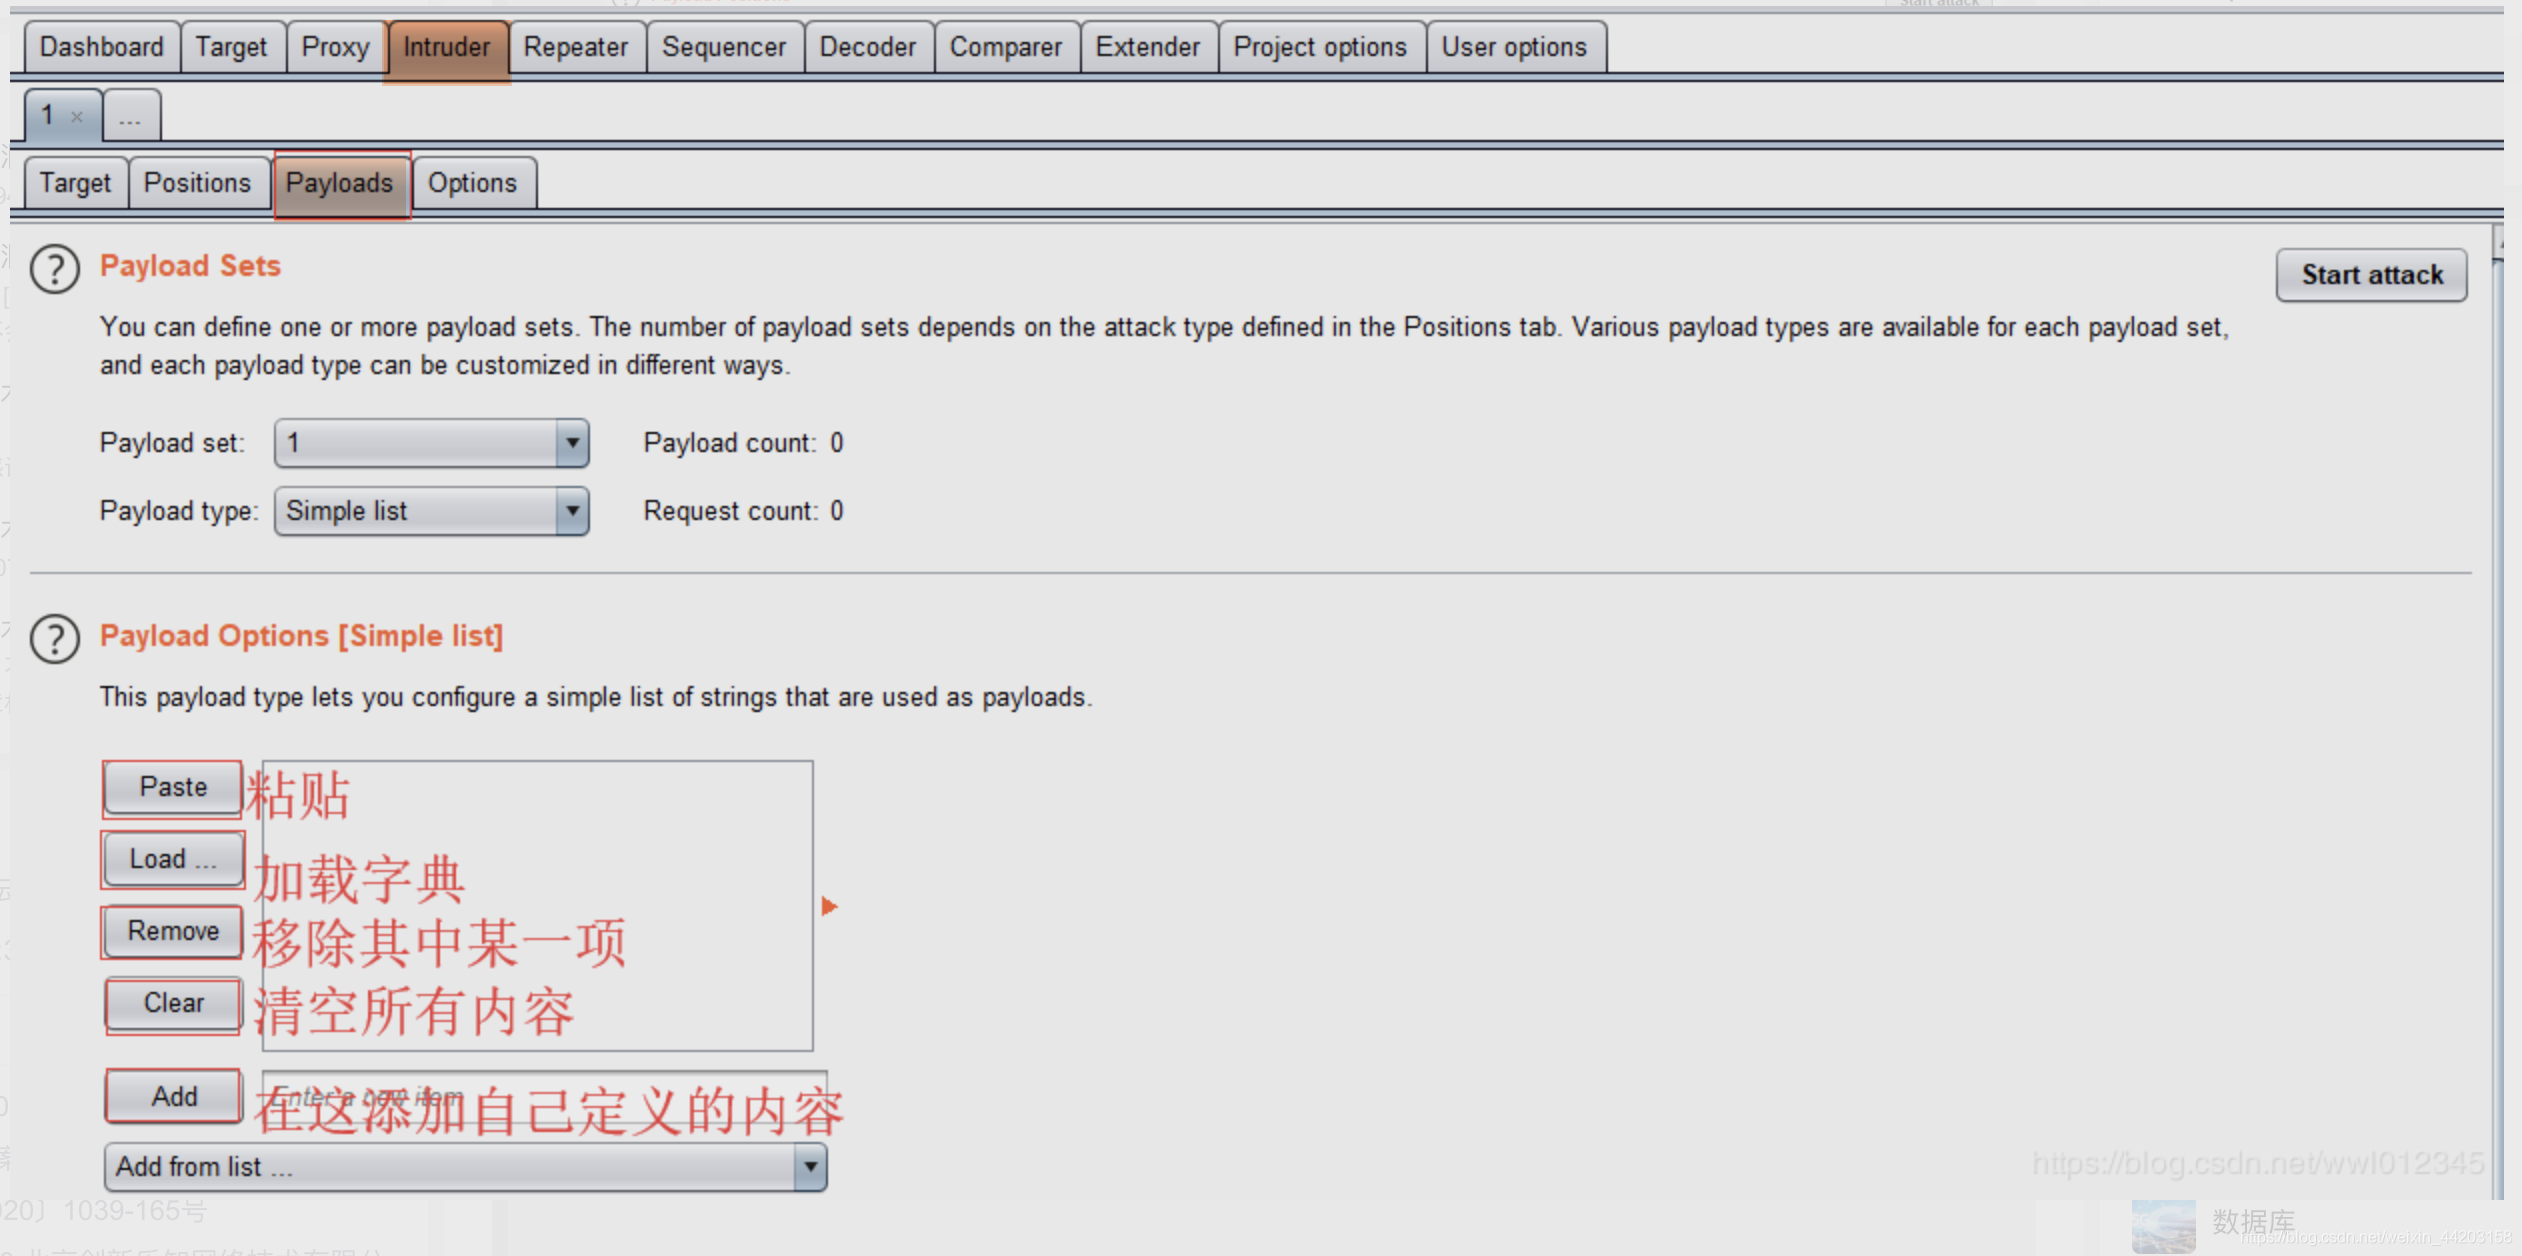 Start attack
Dashboard Target Proxy Intruder Repeater Sequencer Decoder Comparer Extender Project options User options
1 × ...
Target Positions Payloads Options
? Payload Sets
Start attack
You can define one or more payload sets. The number of payload sets depends on the attack type defined in the Positions tab. Various payload types are available for each payload set,
and each payload type can be customized in different ways.
Payload set: 1 Payload count: 0
Payload type: Simple list Request count: 0
? Payload Options [Simple list]
This payload type lets you configure a simple list of strings that are used as payloads.
Paste 粘贴
Load ... 加载字典
Remove 移除其中某一项
Clear 清空所有内容
Add Enter a new item 在这添加自己定义的内容
Add from list ...
https://blog.csdn.net/wwl012345
020〕1039-165号
数据库
https://blog.csdn.net/weixin_44203158